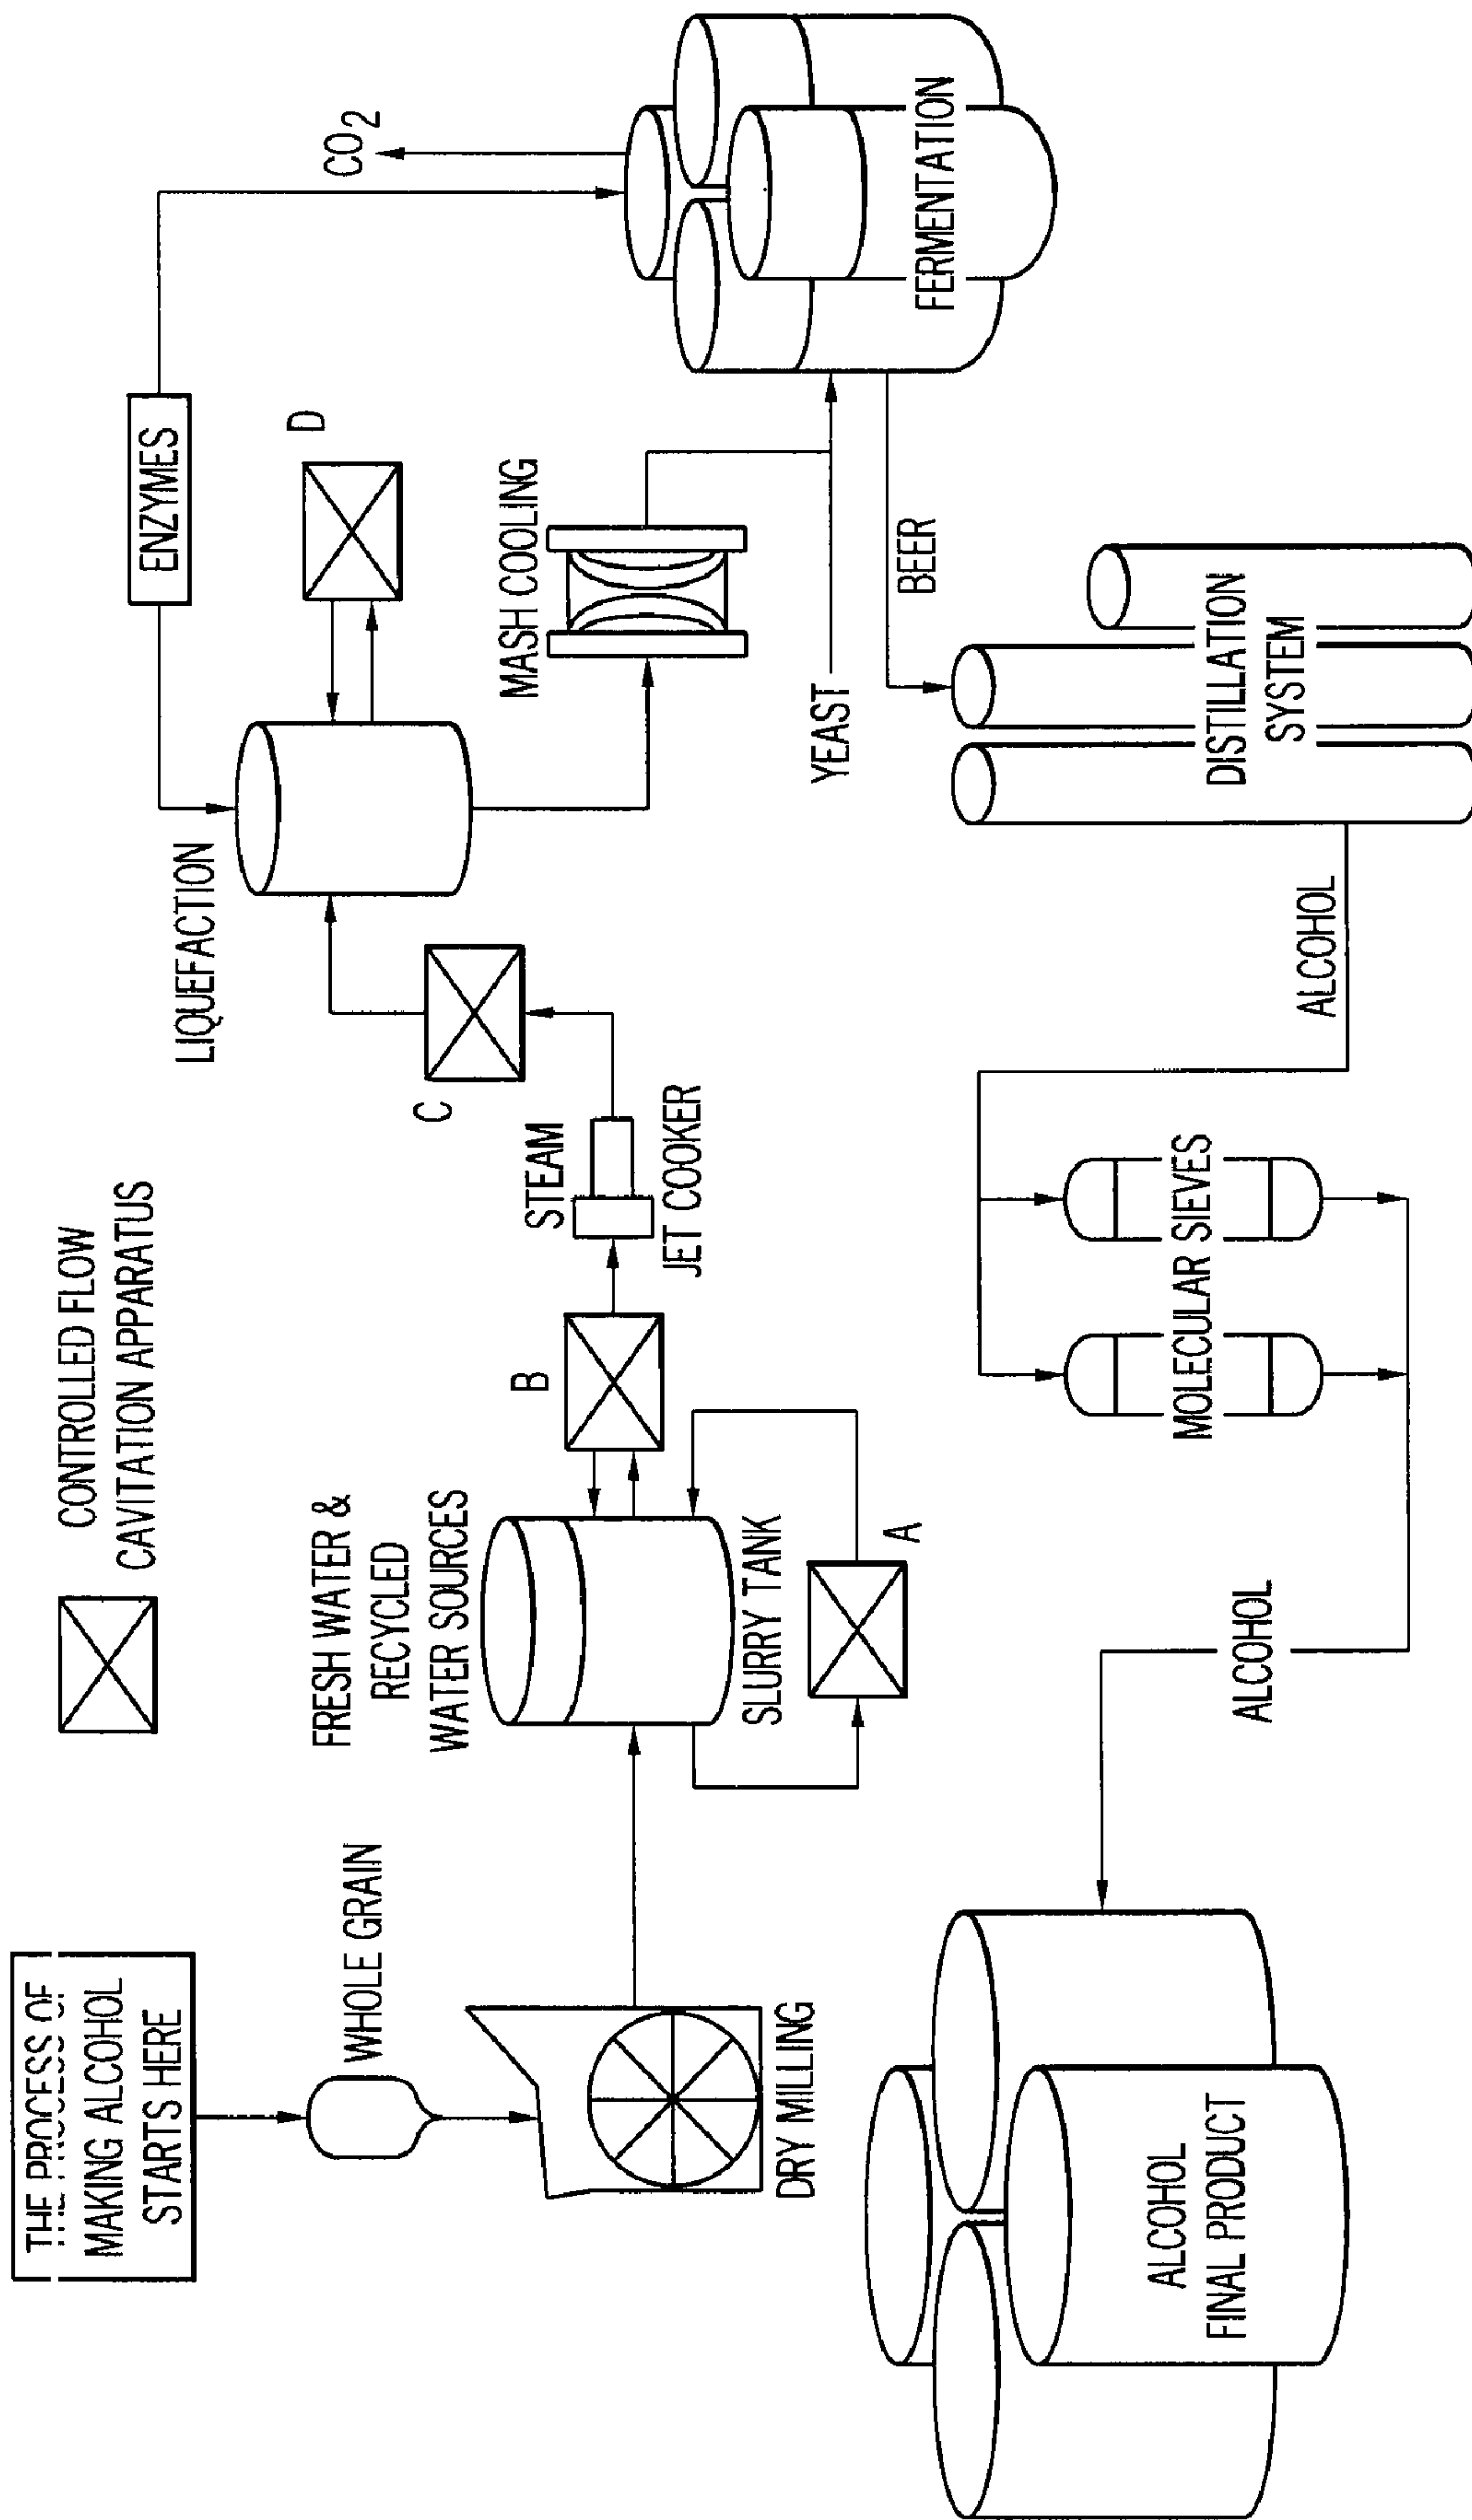 THE PROCESS OF
MAKING ALCOHOL
STARTS HERE
CONTROLLED FLOW
CAVITATION APPARATUS
WHOLE GRAIN
DRY MILLING
FRESH WATER &
RECYCLED
WATER SOURCES
SLURRY TANK
A
B
STEAM
JET COOKER
C
LIQUEFACTION
ENZYMES
D
MASH COOLING
CO2
YEAST
FERMENTATION
BEER
DISTILLATION
SYSTEM
ALCOHOL
MOLECULAR SIEVES
ALCOHOL
ALCOHOL
FINAL PRODUCT